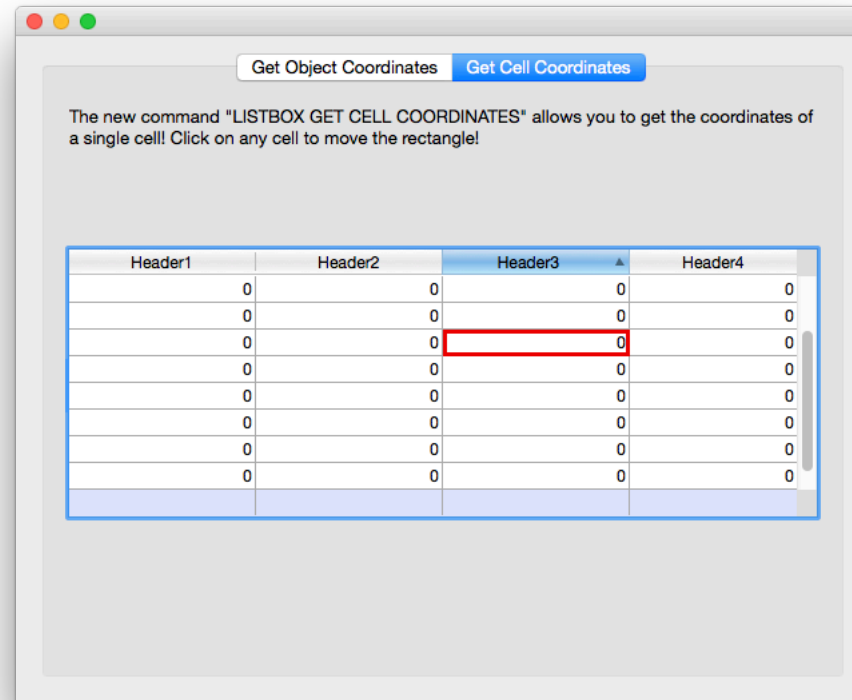 Get Object Coordinates Get Cell Coordinates
The new command "LISTBOX GET CELL COORDINATES" allows you to get the coordinates of
a single cell! Click on any cell to move the rectangle!
Header1 Header2 Header3 Header4
0 0 0 0
0 0 0 0
0 0 0 0
0 0 0 0
0 0 0 0
0 0 0 0
0 0 0 0
0 0 0 0